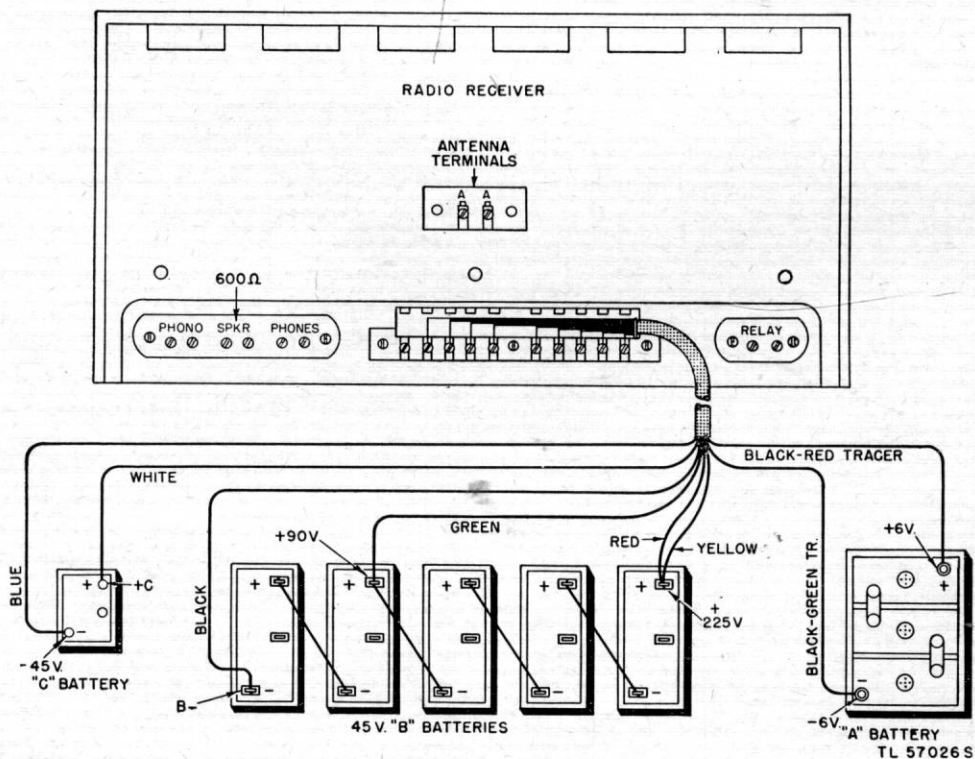 RADIO RECEIVER
ANTENNA
TERMINALS
A A
600Ω
PHONO SPKR PHONES
RELAY
BLACK-RED TRACER
WHITE
GREEN
+90V
RED
YELLOW
+6V.
BLUE
+ +C
BLACK
+ + + + +
+
225V
BLACK-GREEN TR.
+
-
-45V.
"C" BATTERY
B-
- - - - -
45 V. "B" BATTERIES
-
-6V.
"A" BATTERY
TL 57026 S